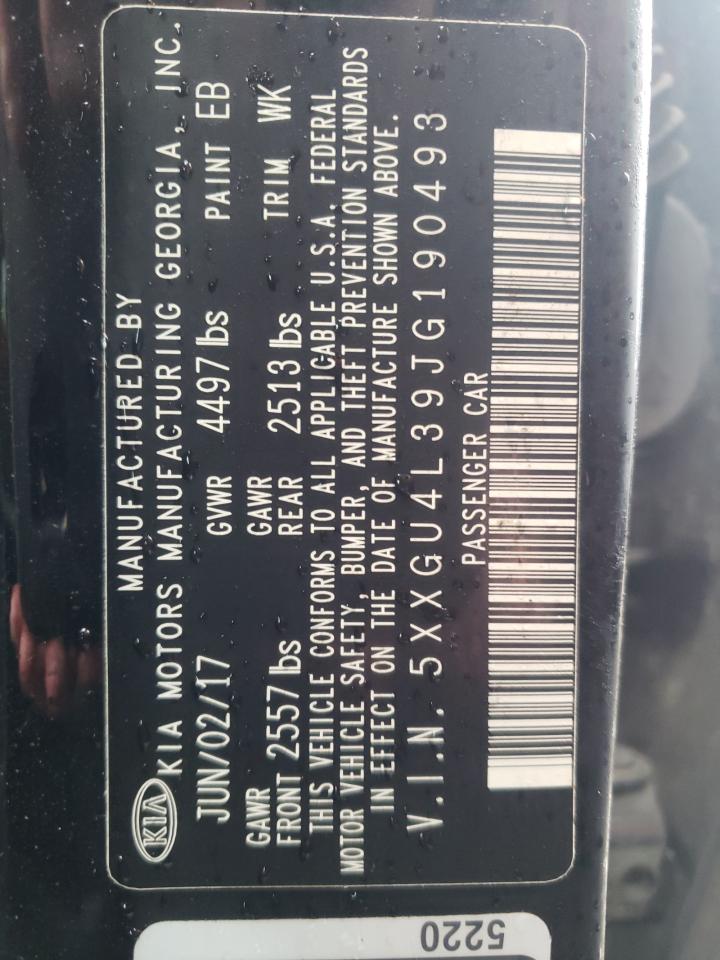 MANUFACTURED BY
KIA KIA MOTORS MANUFACTURING GEORGIA, INC.
JUN/02/17 GVWR 4497 lbs PAINT EB
GAWR FRONT 2557 lbs GAWR REAR 2513 lbs TRIM WK
THIS VEHICLE CONFORMS TO ALL APPLICABLE U.S.A. FEDERAL
MOTOR VEHICLE SAFETY, BUMPER, AND THEFT PREVENTION STANDARDS
IN EFFECT ON THE DATE OF MANUFACTURE SHOWN ABOVE.
V.I.N. 5XXGU4L39JG190493
PASSENGER CAR
5220